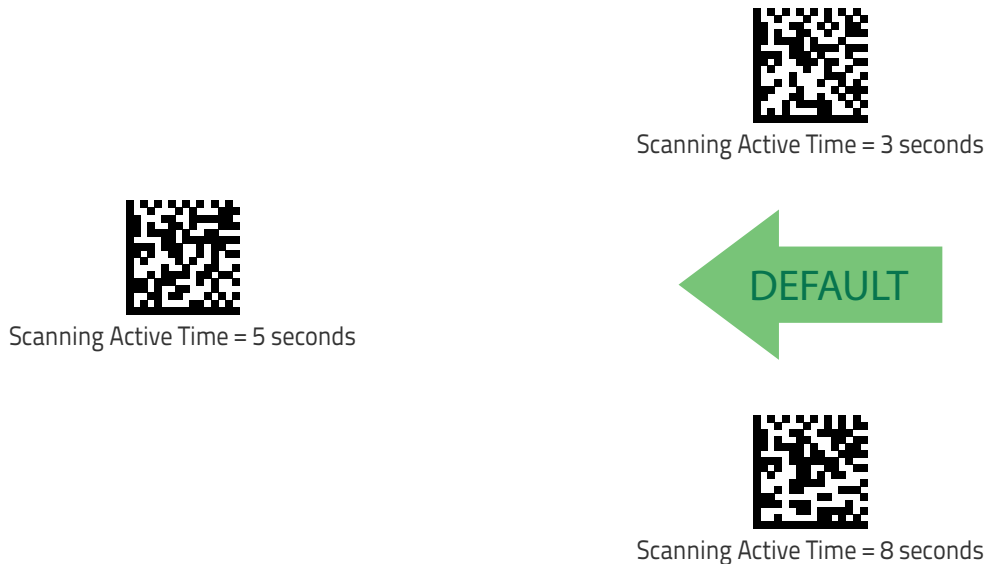 Scanning Active Time = 3 seconds
Scanning Active Time = 5 seconds
DEFAULT
Scanning Active Time = 8 seconds